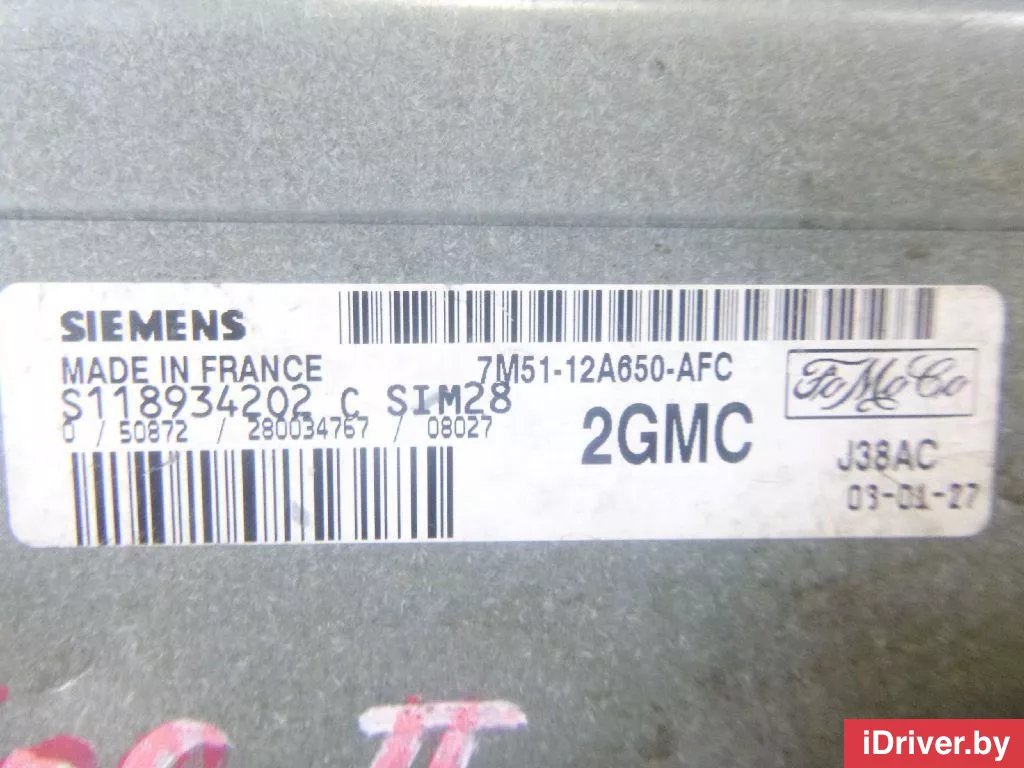 SIEMENS
MADE IN FRANCE
7M51-12A650-AFC
FoMoCo
S118934202 C SIM28
0 / 50872 / 280034767 / 08027
2GMC
J38AC
03-01-27
II
iDriver.by